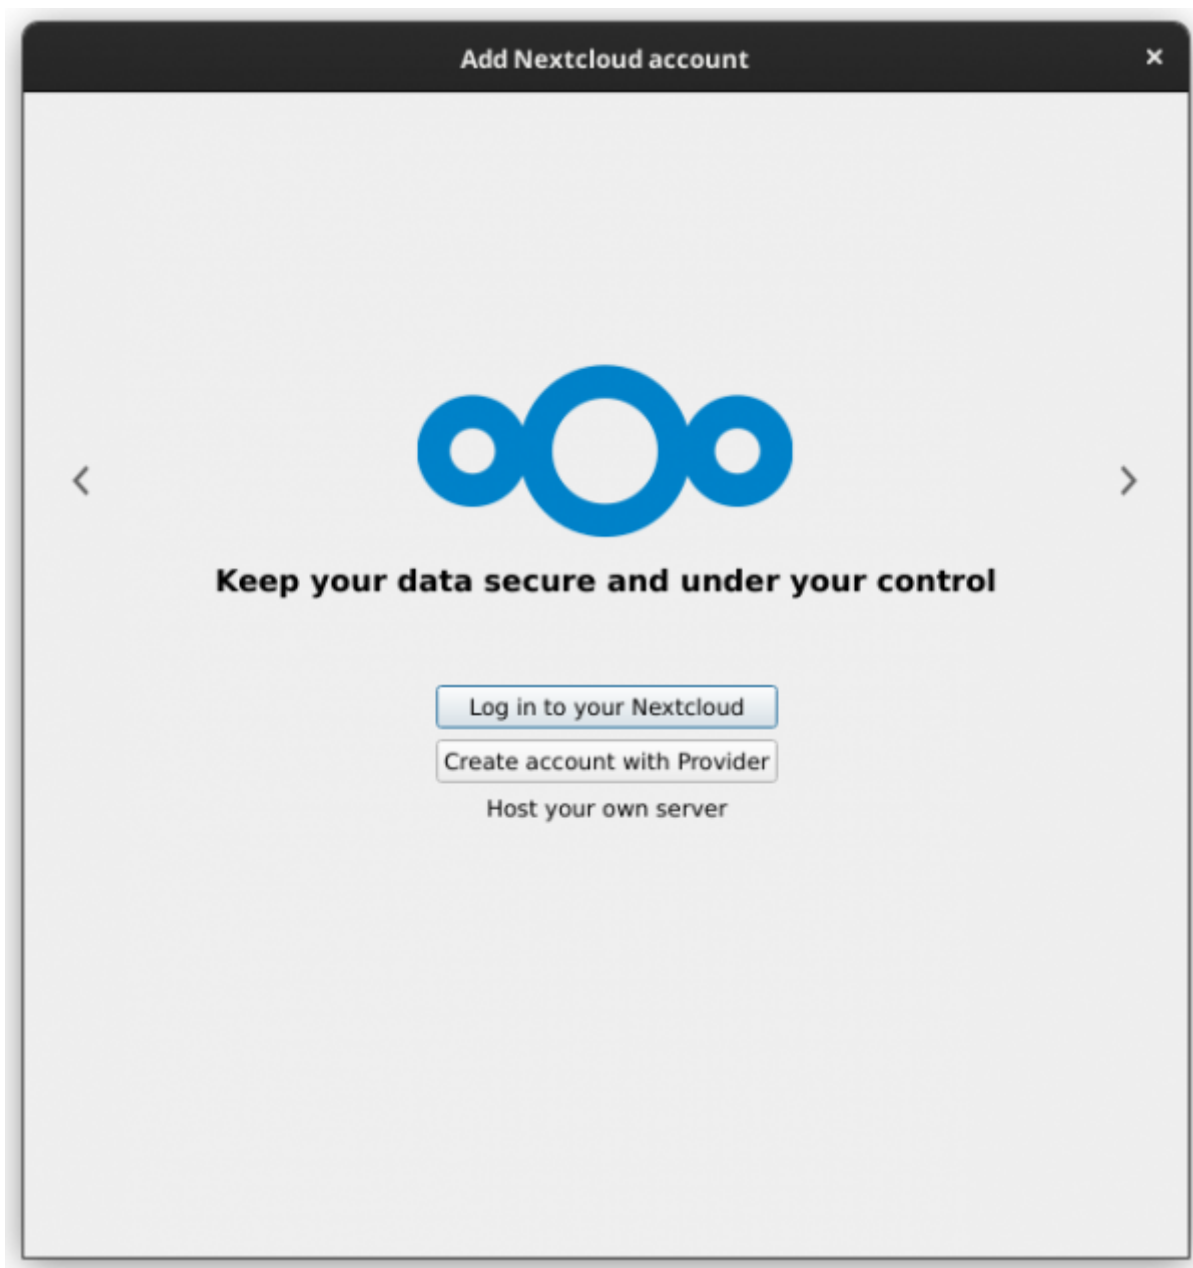 Add Nextcloud account
Keep your data secure and under your control
Log in to your Nextcloud
Create account with Provider
Host your own server